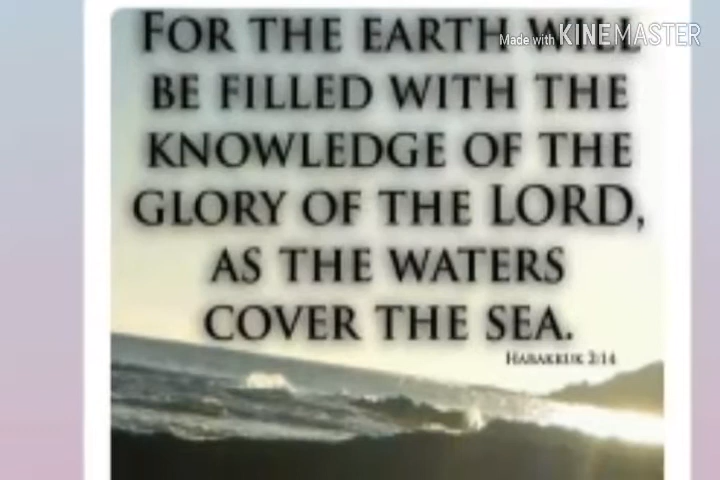 FOR THE EARTH WILL
BE FILLED WITH THE
KNOWLEDGE OF THE
GLORY OF THE LORD,
AS THE WATERS
COVER THE SEA.
HABAKKUK 2:14
Made with KINEMASTER